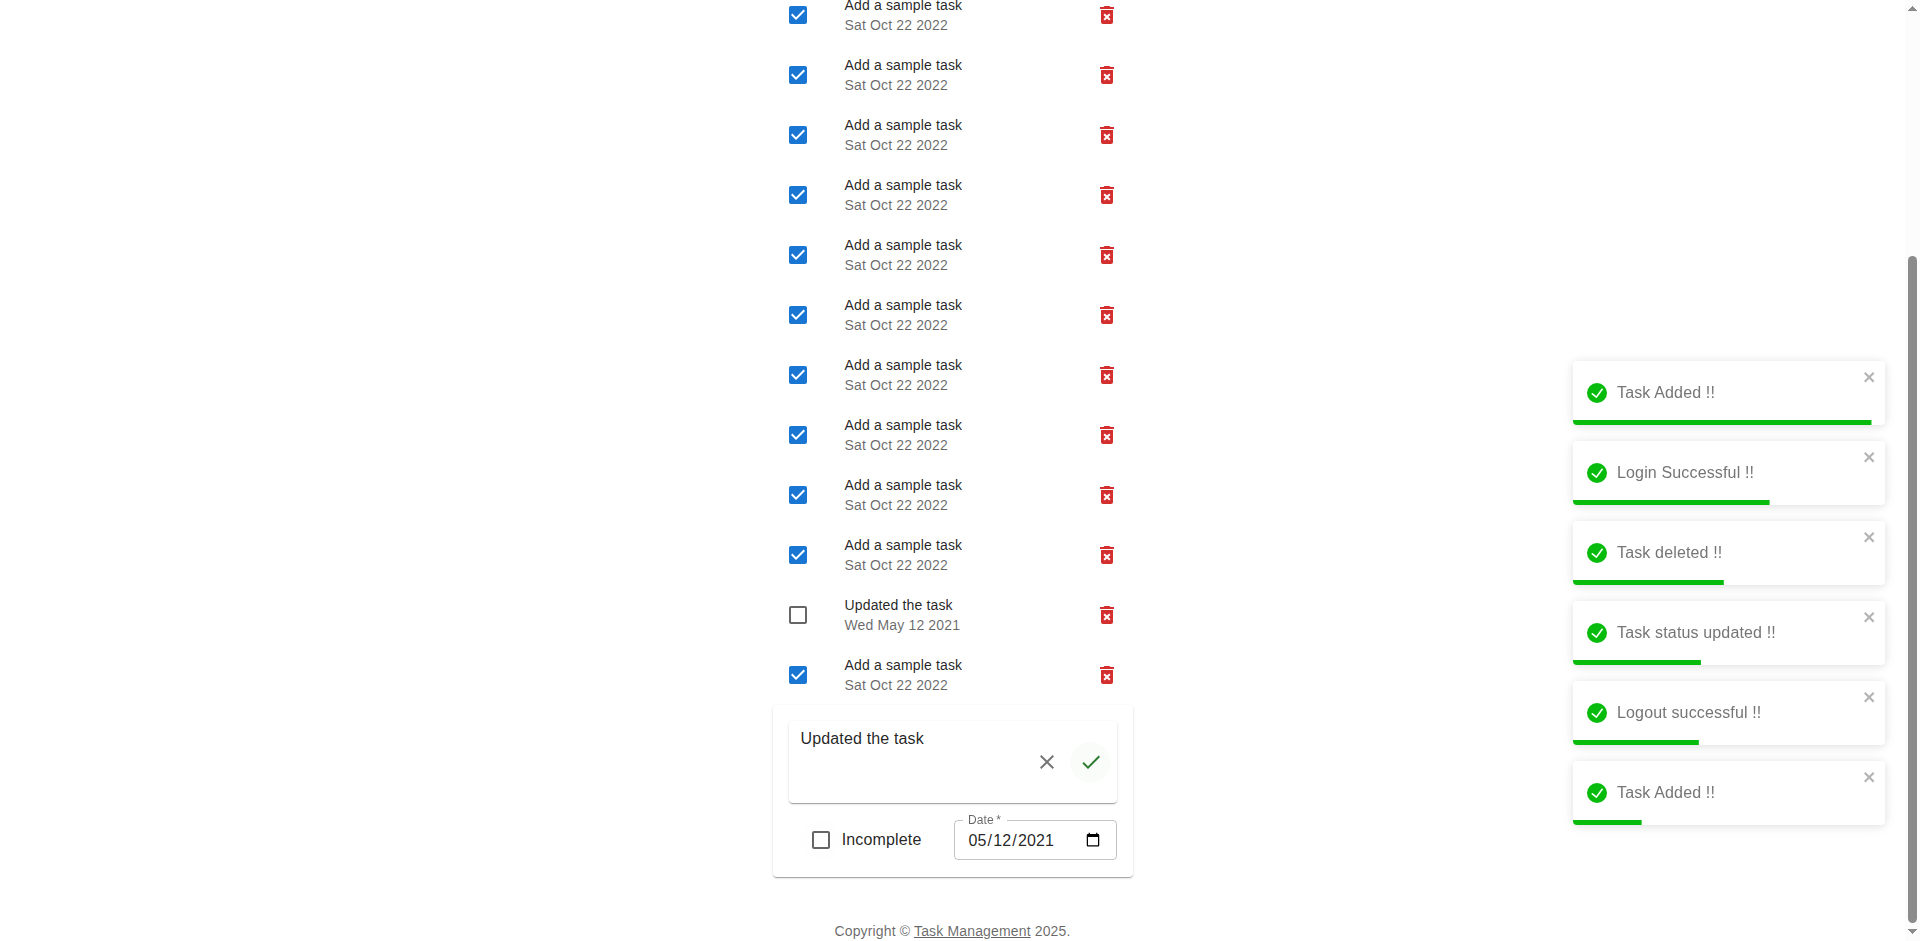 Add a sample task
Sat Oct 22 2022
Add a sample task
Sat Oct 22 2022
Add a sample task
Sat Oct 22 2022
Add a sample task
Sat Oct 22 2022
Add a sample task
Sat Oct 22 2022
Add a sample task
Sat Oct 22 2022
Add a sample task
Sat Oct 22 2022
Add a sample task
Sat Oct 22 2022
Add a sample task
Sat Oct 22 2022
Add a sample task
Sat Oct 22 2022
Updated the task
Wed May 12 2021
Add a sample task
Sat Oct 22 2022
Updated the task
Incomplete
Date *
05/12/2021
Copyright © Task Management 2025.
Task Added !!
Login Successful !!
Task deleted !!
Task status updated !!
Logout successful !!
Task Added !!